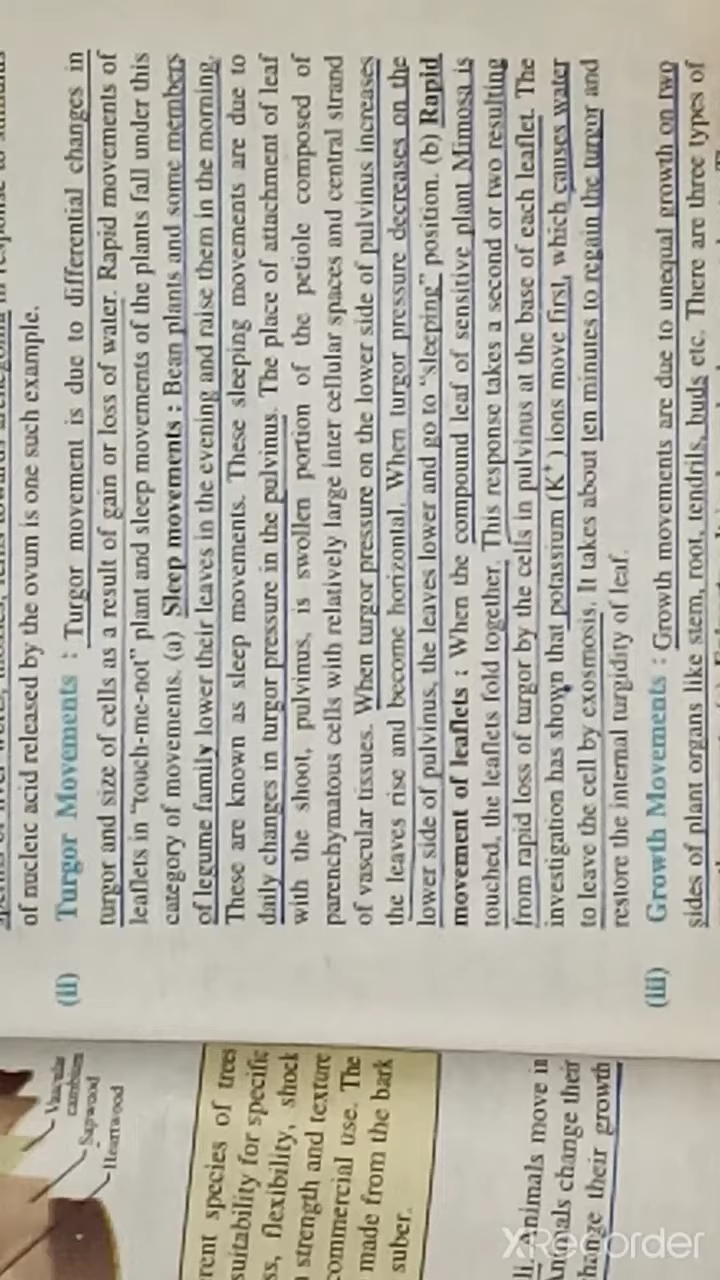 of nucleic acid released by the ovum is one such example.
(ii) Turgor Movements : Turgor movement is due to differential changes in
turgor and size of cells as a result of gain or loss of water. Rapid movements of
leaflets in "touch-me-not" plant and sleep movements of the plants fall under this
category of movements. (a) Sleep movements : Bean plants and some members
of legume family lower their leaves in the evening and raise them in the morning.
These are known as sleep movements. These sleeping movements are due to
daily changes in turgor pressure in the pulvinus. The place of attachment of leaf
with the shoot, pulvinus, is swollen portion of the petiole composed of
parenchymatous cells with relatively large inter cellular spaces and central strand
of vascular tissues. When turgor pressure on the lower side of pulvinus increases
the leaves rise and become horizontal. When turgor pressure decreases on the
lower side of pulvinus, the leaves lower and go to "sleeping" position. (b) Rapid
movement of leaflets : When the compound leaf of sensitive plant Mimosa is
touched, the leaflets fold together. This response takes a second or two resulting
from rapid loss of turgor by the cells in pulvinus at the base of each leaflet. The
investigation has shown that potassium (K⁺) ions move first, which causes water
to leave the cell by exosmosis. It takes about ten minutes to regain the turgor and
restore the internal turgidity of leaf.
(iii) Growth Movements : Growth movements are due to unequal growth on two
sides of plant organs like stem, root, tendrils, buds etc. There are three types of
Vascular
cambium
Sapwood
Heartwood
rent species of trees
suitability for specific
ss, flexibility, shock
strength and texture
commercial use. The
made from the bark
suber.
li. Animals move in
Animals change their
hange their growth
XRecorder